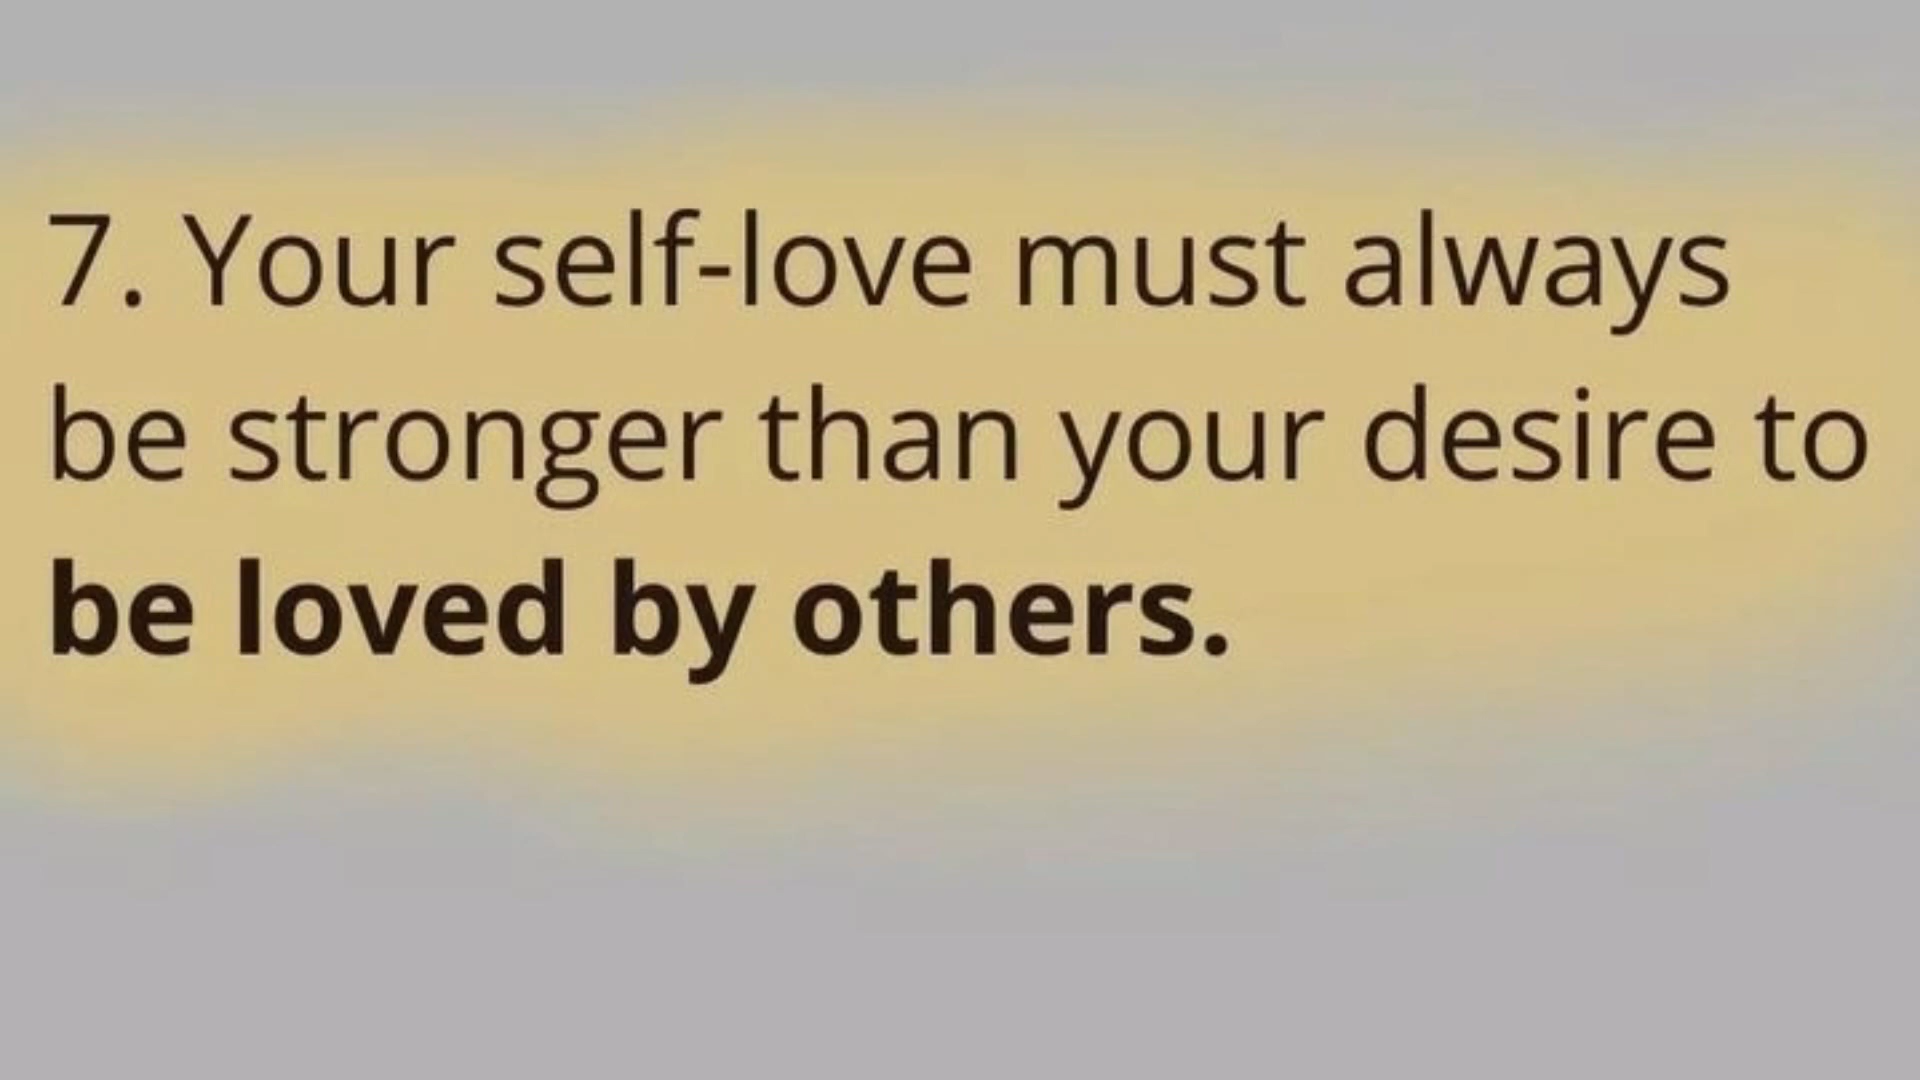 7. Your self-love must always
be stronger than your desire to
be loved by others.